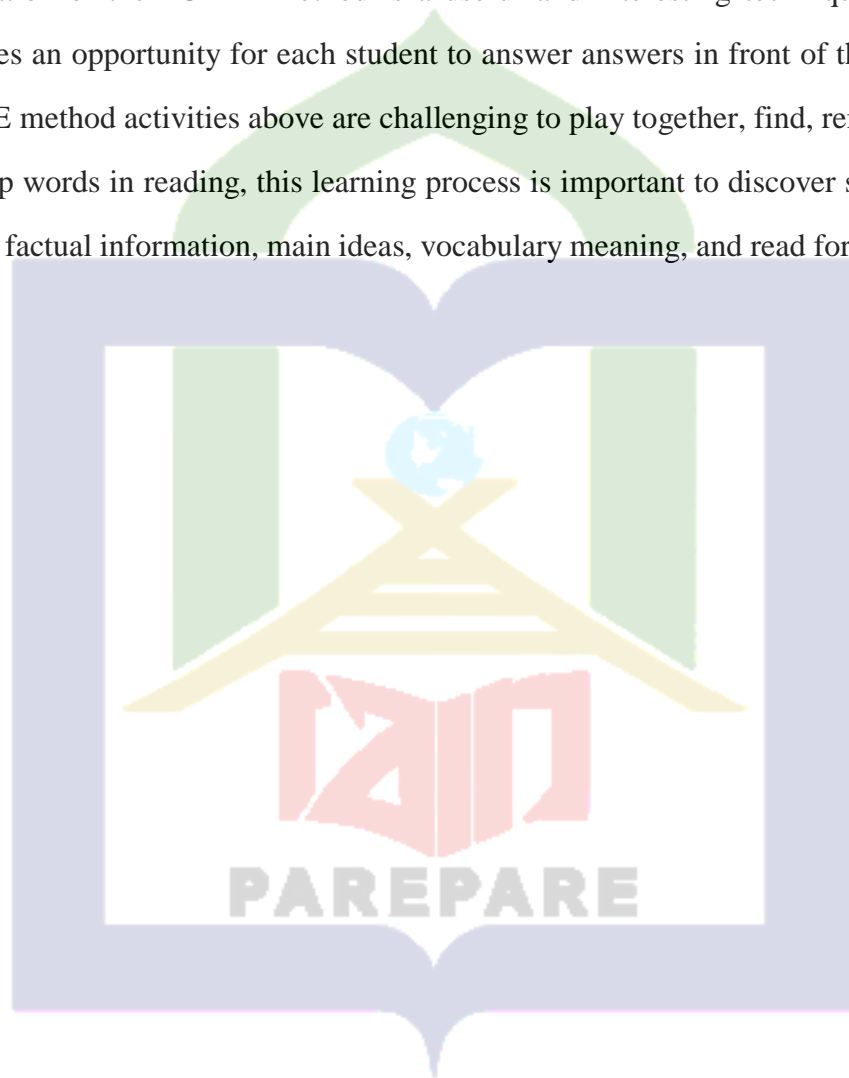 es an opportunity for each student to answer answers in front of th
E method activities above are challenging to play together, find, re
p words in reading, this learning process is important to discover s
factual information, main ideas, vocabulary meaning, and read for
iain
PAREPARE